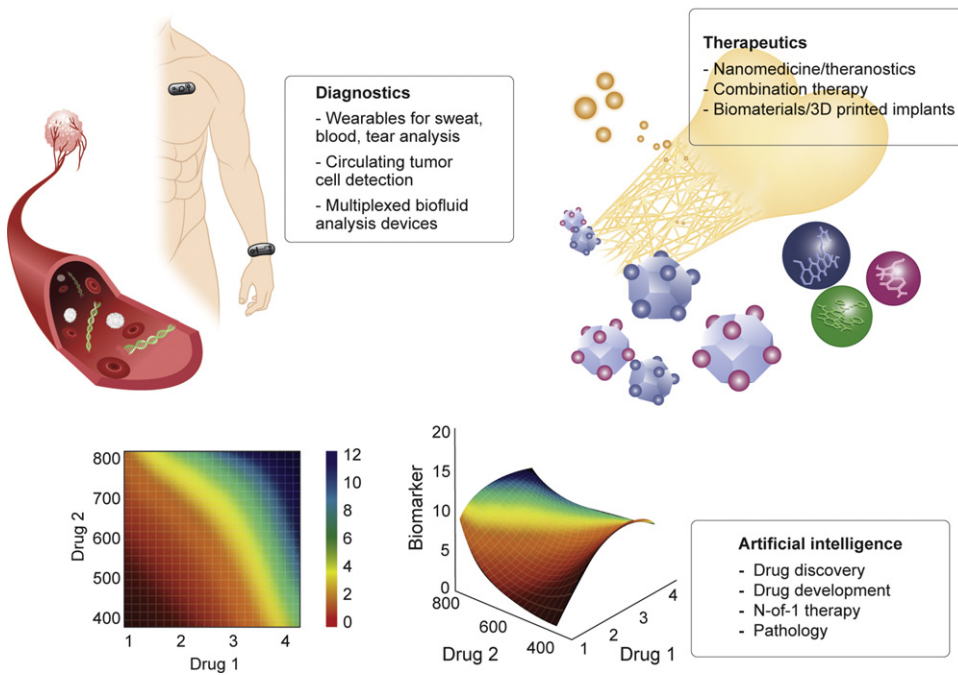 Therapeutics
- Nanomedicine/theranostics
- Combination therapy
- Biomaterials/3D printed implants
Diagnostics
- Wearables for sweat,
blood, tear analysis
- Circulating tumor
cell detection
- Multiplexed biofluid
analysis devices
800
700
600
500
400
Drug 2
1
2
3
4
Drug 1
12
10
8
6
4
2
0
20
15
10
5
0
Biomarker
800
600
400
Drug 2
1
2
3
4
Drug 1
Artificial intelligence
- Drug discovery
- Drug development
- N-of-1 therapy
- Pathology